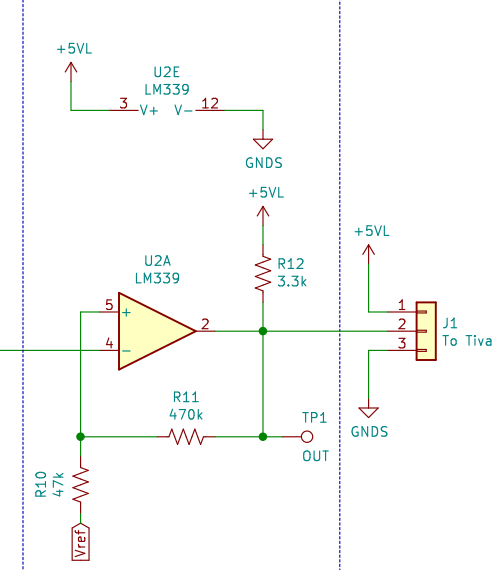 +5VL
U2E
LM339
3 V+ V- 12
GNDS
+5VL
R12
3.3k
+5VL
U2A
LM339
5
+
2
4
-
1
2
3
J1
To Tiva
GNDS
R11
470k
TP1
OUT
R10
47k
Vref